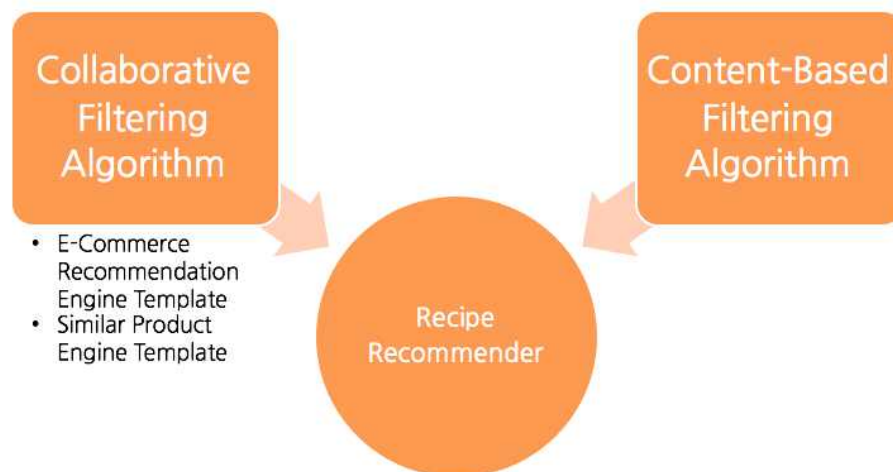 Collaborative
Filtering
Algorithm
Content-Based
Filtering
Algorithm
• E-Commerce
Recommendation
Engine Template
• Similar Product
Engine Template
Recipe
Recommender